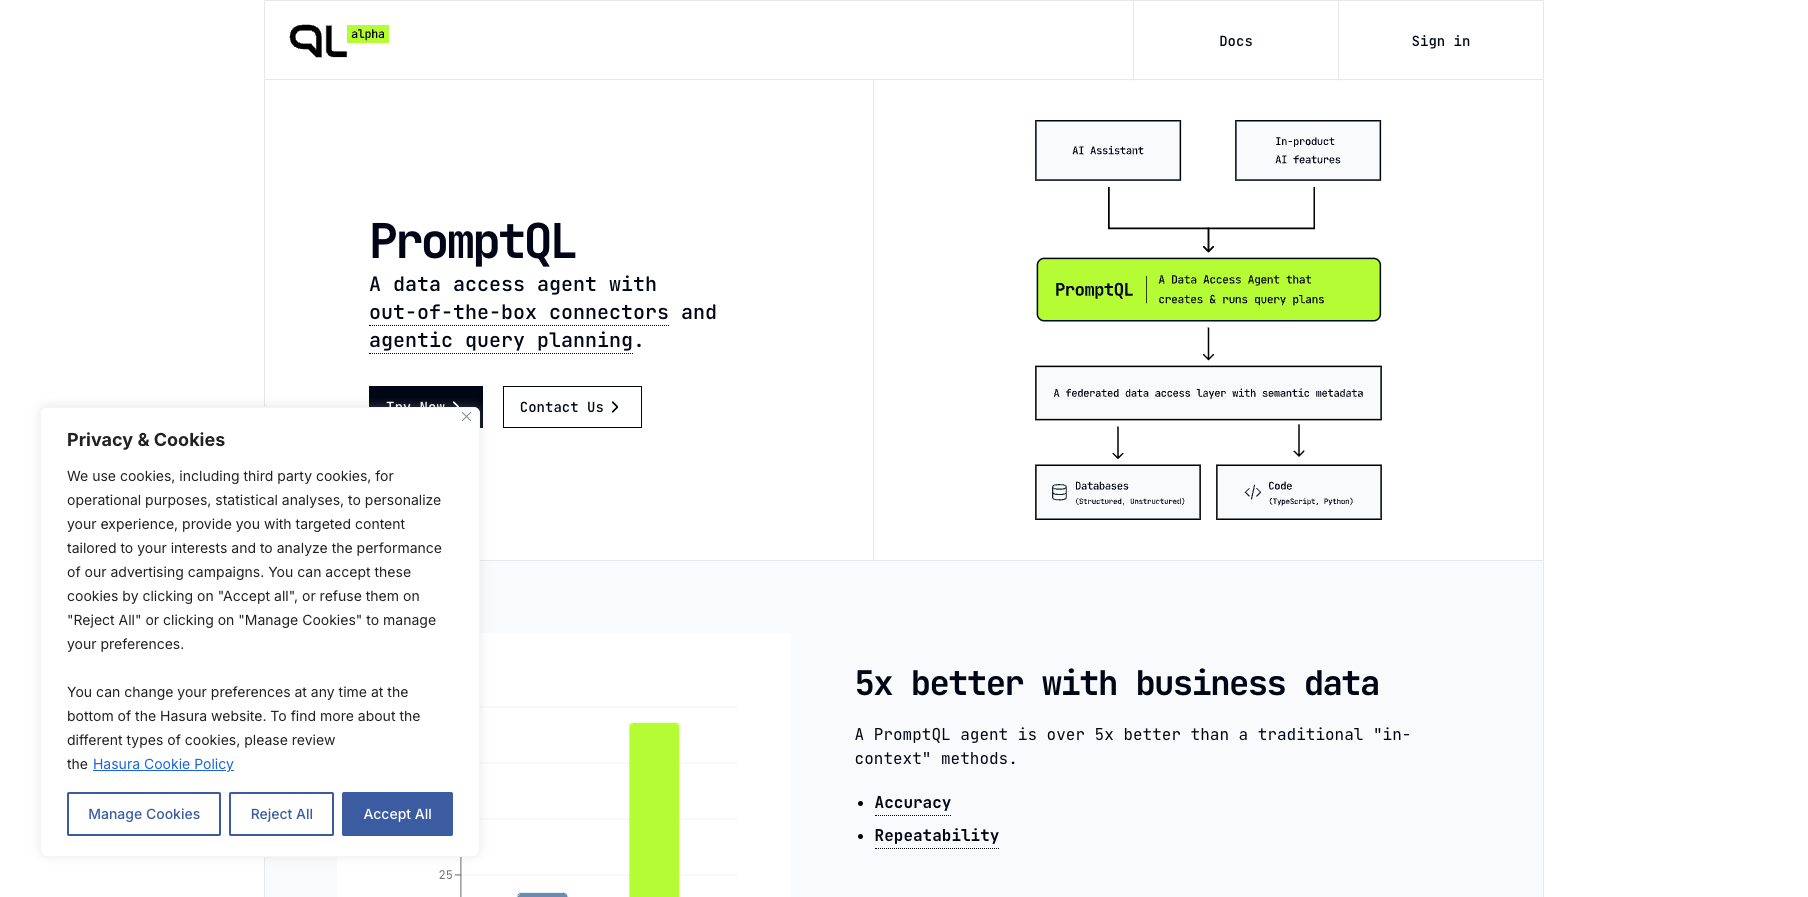 QL alpha
Docs
Sign in
PromptQL
A data access agent with
out-of-the-box connectors and
agentic query planning.
Try Now
Contact Us
AI Assistant
In-product
AI features
PromptQL
A Data Access Agent that
creates & runs query plans
A federated data access layer with semantic metadata
Databases
(Structured, Unstructured)
Code
(TypeScript, Python)
Privacy & Cookies
We use cookies, including third party cookies, for
operational purposes, statistical analyses, to personalize
your experience, provide you with targeted content
tailored to your interests and to analyze the performance
of our advertising campaigns. You can accept these
cookies by clicking on "Accept all", or refuse them on
"Reject All" or clicking on "Manage Cookies" to manage
your preferences.
You can change your preferences at any time at the
bottom of the Hasura website. To find more about the
different types of cookies, please review
the Hasura Cookie Policy
Manage Cookies
Reject All
Accept All
25
5x better with business data
A PromptQL agent is over 5x better than a traditional "in-
context" methods.
• Accuracy
• Repeatability